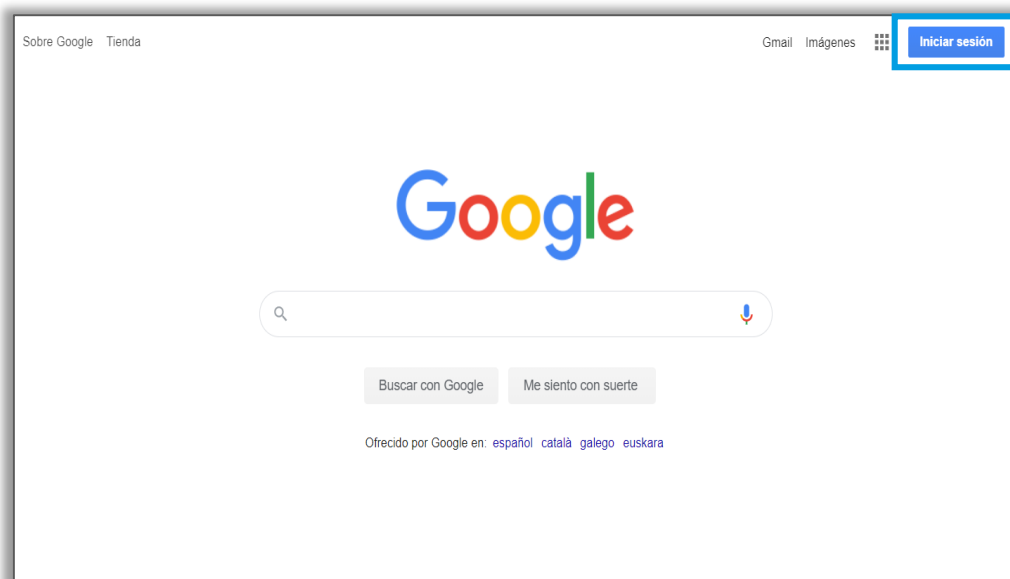 Sobre Google Tienda Gmail Imágenes Iniciar sesión
Google
Buscar con Google Me siento con suerte
Ofrecido por Google en: español català galego euskara